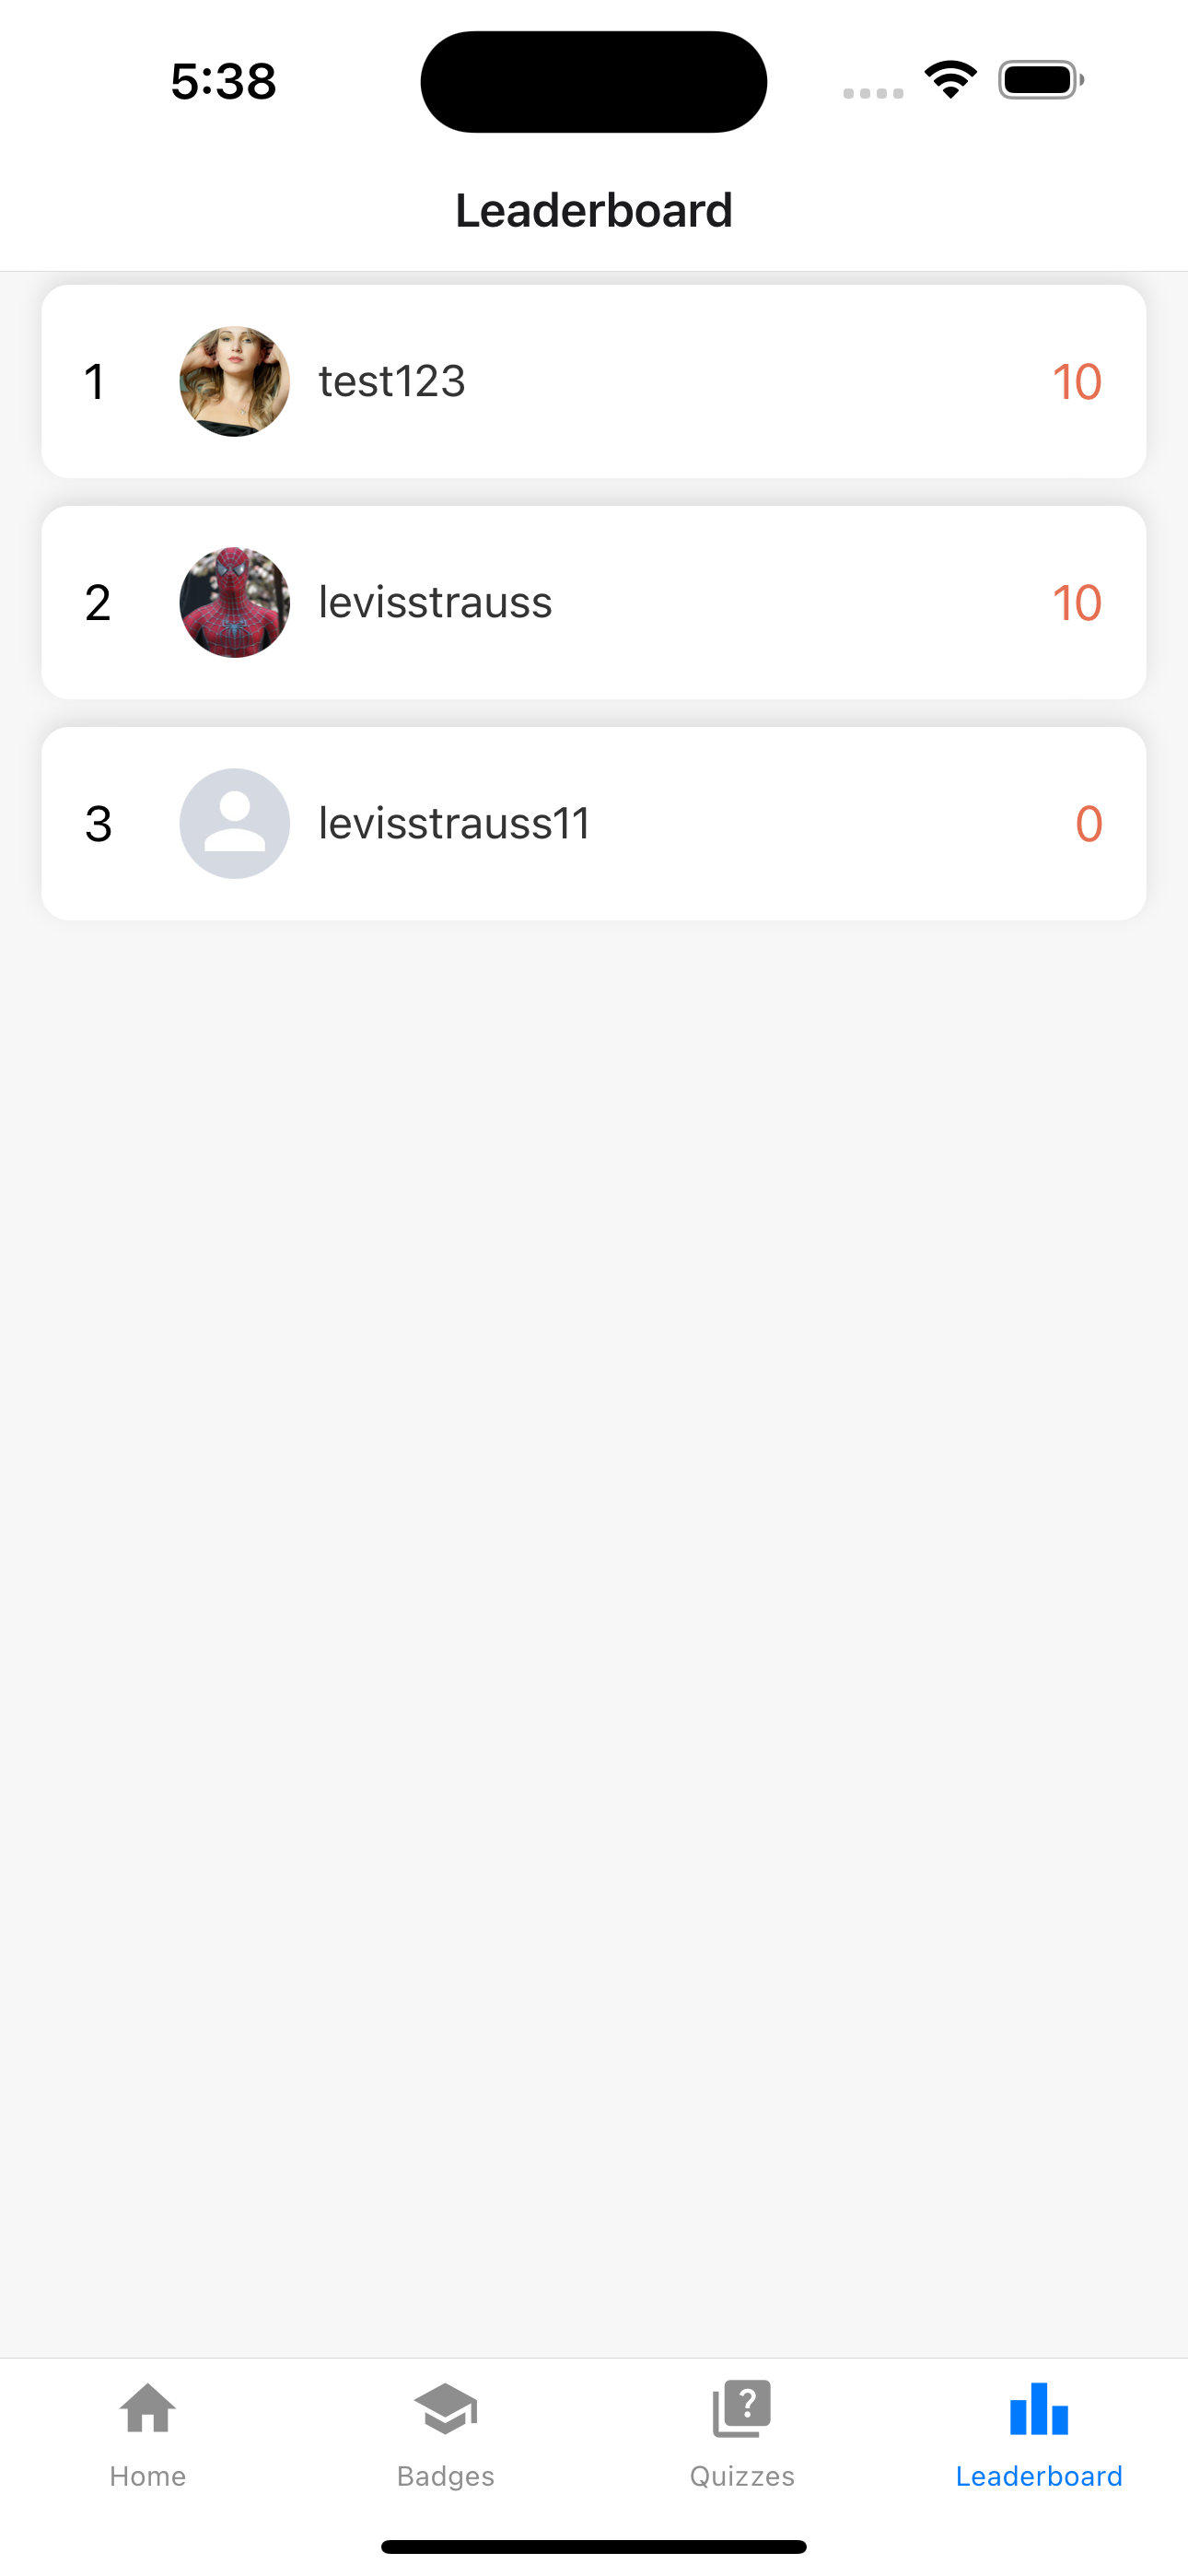 5:38
Leaderboard
1 test123 10
2 levisstrauss 10
3 levisstrauss11 0
?
Home Badges Quizzes Leaderboard